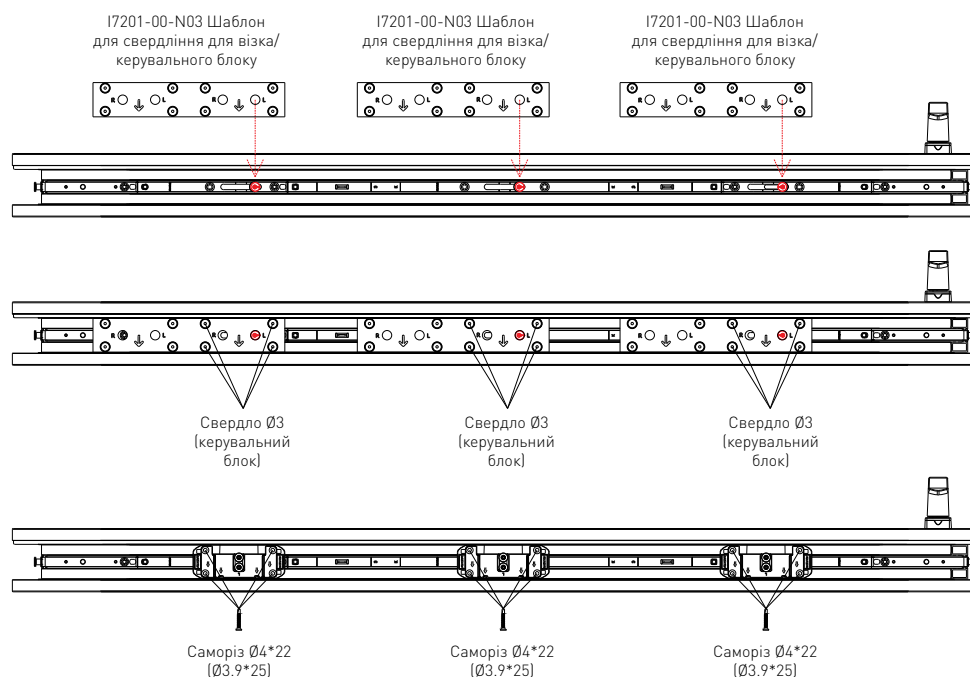 I7201-00-N03 Шаблон
для свердління для візка/
керувального блоку
I7201-00-N03 Шаблон
для свердління для візка/
керувального блоку
I7201-00-N03 Шаблон
для свердління для візка/
керувального блоку
R L R L
R L R L
R L R L
R L R L
R L R L
R L R L
Свердло Ø3
(керувальний
блок)
Свердло Ø3
(керувальний
блок)
Свердло Ø3
(керувальний
блок)
Саморіз Ø4*22
(Ø3.9*25)
Саморіз Ø4*22
(Ø3.9*25)
Саморіз Ø4*22
(Ø3.9*25)